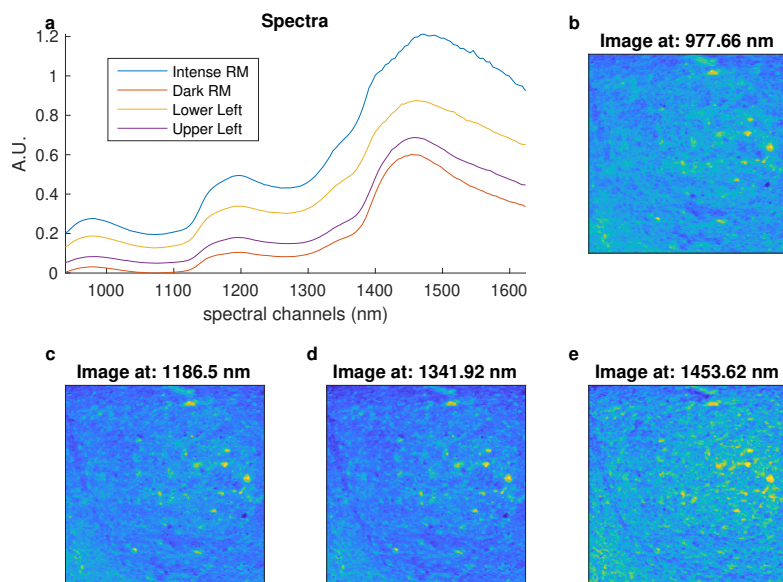 a
Spectra
A.U.
1.2
1
0.8
0.6
0.4
0.2
0
Intense RM
Dark RM
Lower Left
Upper Left
1000 1100 1200 1300 1400 1500 1600
spectral channels (nm)
b
Image at: 977.66 nm
c
Image at: 1186.5 nm
d
Image at: 1341.92 nm
e
Image at: 1453.62 nm